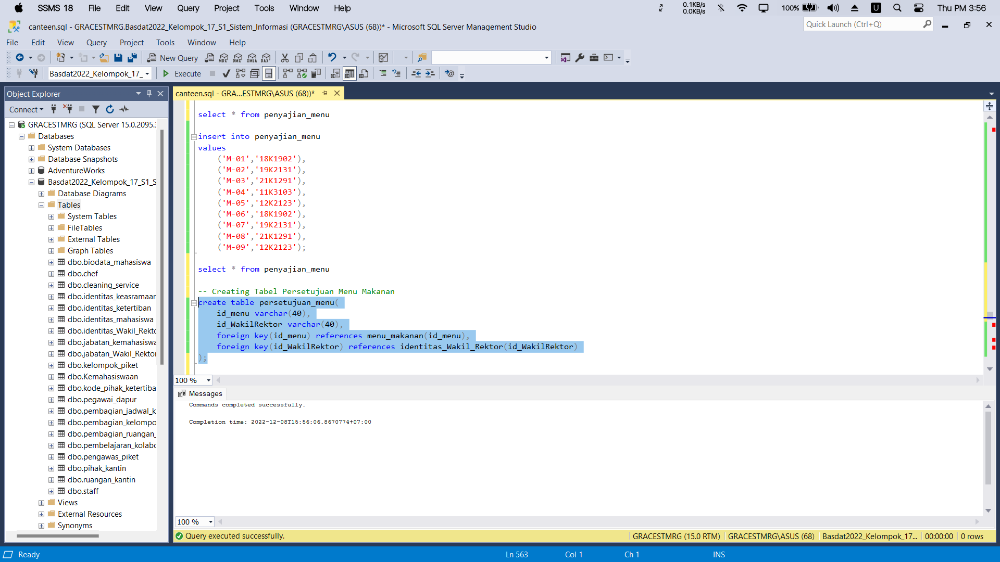 SSMS 18 File Edit View Query Project Tools Window Help
0.1KB/s
0.0KB/s
100%
U
Thu PM 3:56
canteen.sql - GRACESTMRG.Basdat2022_Kelompok_17_S1_Sistem_Informasi (GRACESTMRG\ASUS (68))* - Microsoft SQL Server Management Studio
Quick Launch (Ctrl+Q)
File Edit View Query Project Tools Window Help
New Query
MDX DMX XMLA DAX
Basdat2022_Kelompok_17_
Execute
Object Explorer
Connect
GRACESTMRG (SQL Server 15.0.2095.3
Databases
System Databases
Database Snapshots
AdventureWorks
Basdat2022_Kelompok_17_S1_S
Database Diagrams
Tables
System Tables
FileTables
External Tables
Graph Tables
dbo.biodata_mahasiswa
dbo.chef
dbo.cleaning_service
dbo.identitas_keasramaan
dbo.identitas_ketertiban
dbo.identitas_mahasiswa
dbo.identitas_Wakil_Rekto
dbo.jabatan_kemahasiswa
dbo.jabatan_Wakil_Rektor
dbo.kelompok_piket
dbo.Kemahasiswaan
dbo.kode_pihak_ketertiba
dbo.pegawai_dapur
dbo.pembagian_jadwal_k
dbo.pembagian_kelompo
dbo.pembagian_ruangan_
dbo.pembelajaran_kolabo
dbo.pengawas_piket
dbo.pihak_kantin
dbo.ruangan_kantin
dbo.staff
Views
External Resources
Synonyms
canteen.sql - GRA...ESTMRG\ASUS (68))*
select * from penyajian_menu
insert into penyajian_menu
values
('M-01','18K1902'),
('M-02','19K2131'),
('M-03','21K1291'),
('M-04','11K3103'),
('M-05','12K2123'),
('M-06','18K1902'),
('M-07','19K2131'),
('M-08','21K1291'),
('M-09','12K2123');
select * from penyajian_menu
-- Creating Tabel Persetujuan Menu Makanan
create table persetujuan_menu(
id_menu varchar(40),
id_WakilRektor varchar(40),
foreign key(id_menu) references menu_makanan(id_menu),
foreign key(id_WakilRektor) references identitas_Wakil_Rektor(id_WakilRektor)
);
100 %
Messages
Commands completed successfully.
Completion time: 2022-12-08T15:56:06.8670774+07:00
100 %
Query executed successfully.
GRACESTMRG (15.0 RTM) GRACESTMRG\ASUS (68) Basdat2022_Kelompok_17... 00:00:00 0 rows
Ready
Ln 563 Col 1 Ch 1 INS